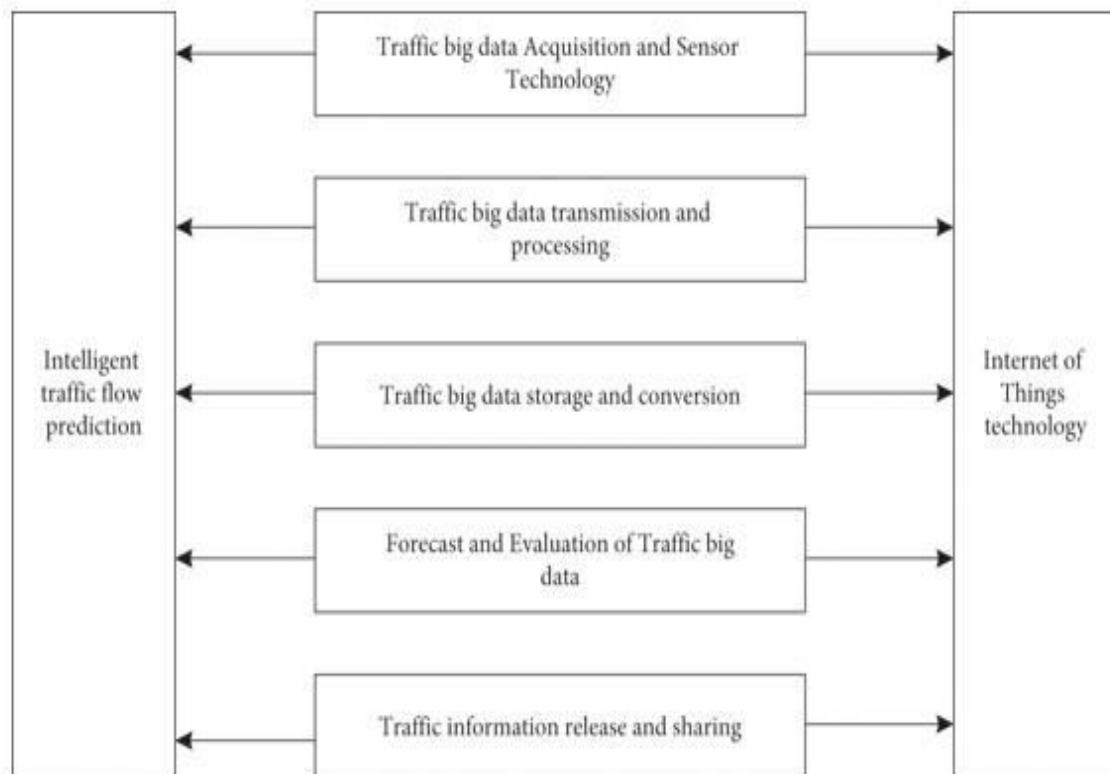 Traffic big data Acquisition and Sensor
Technology
Traffic big data transmission and
processing
Intelligent
traffic flow
prediction
Traffic big data storage and conversion
Internet of
Things
technology
Forecast and Evaluation of Traffic big
data
Traffic information release and sharing